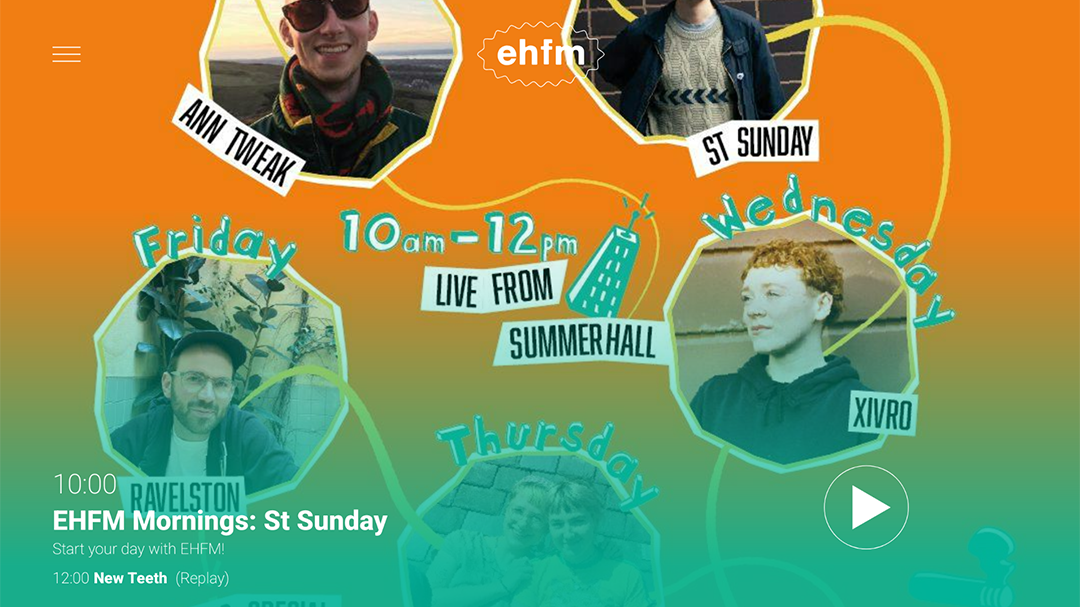 ehfm
ANN TWEAK
ST SUNDAY
Friday
10am-12pm
Wednesday
LIVE FROM
SUMMERHALL
XIVRO
Thursday
10:00
RAVELSTON
EHFM Mornings: St Sunday
Start your day with EHFM!
12:00 New Teeth (Replay)
SPECIAL